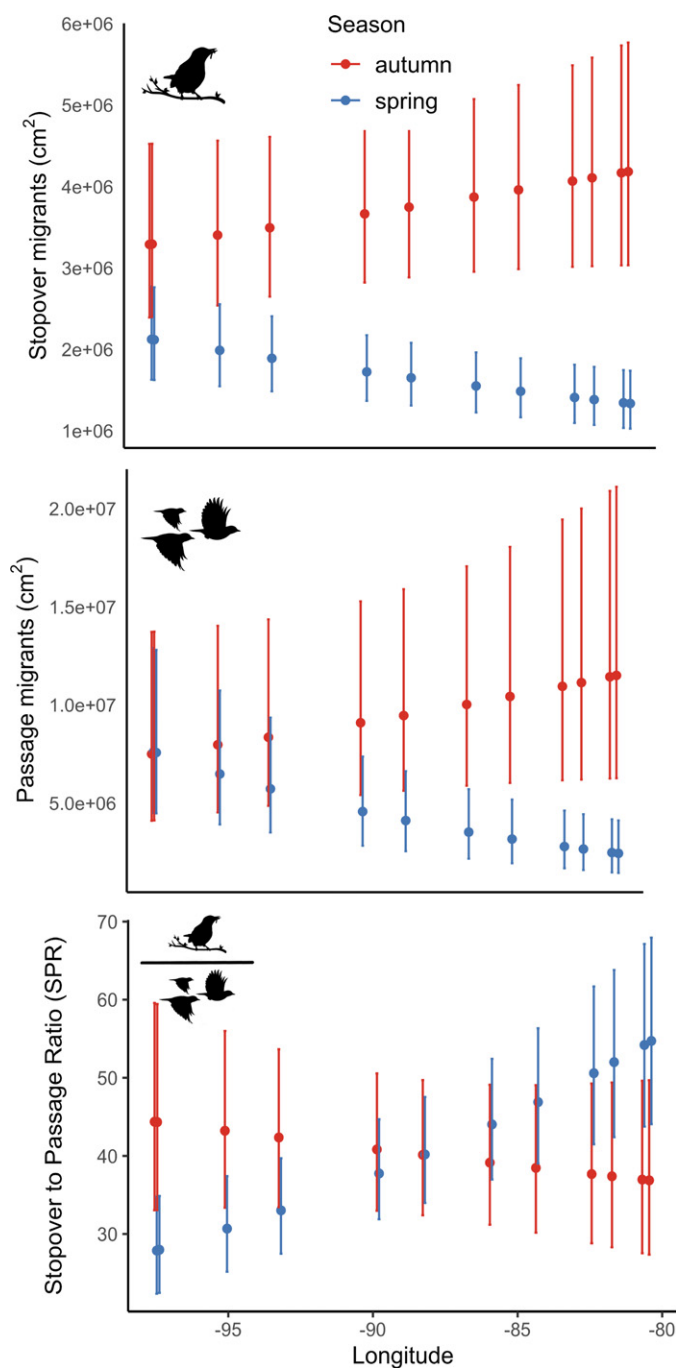 Season
autumn
spring
Stopover migrants (cm²)
6e+06
5e+06
4e+06
3e+06
2e+06
1e+06
Passage migrants (cm²)
2.0e+07
1.5e+07
1.0e+07
5.0e+06
Stopover to Passage Ratio (SPR)
70
60
50
40
30
-95
-90
-85
-80
Longitude